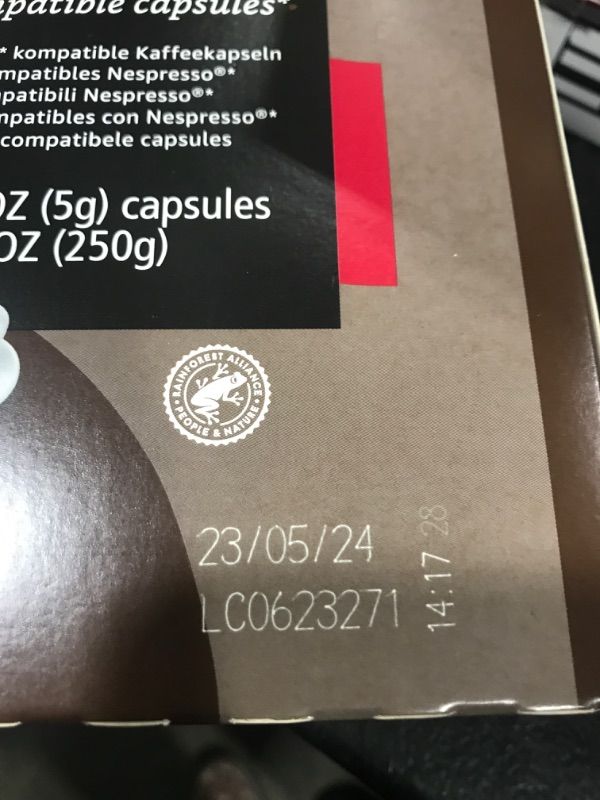 patible capsules*
* kompatible Kaffeekapseln
mpatibles Nespresso®*
patibili Nespresso®*
mpatibles con Nespresso®*
compatibele capsules
OZ (5g) capsules
OZ (250g)
RAINFOREST ALLIANCE
PEOPLE & NATURE
23/05/24
LC0623271
14:17 28